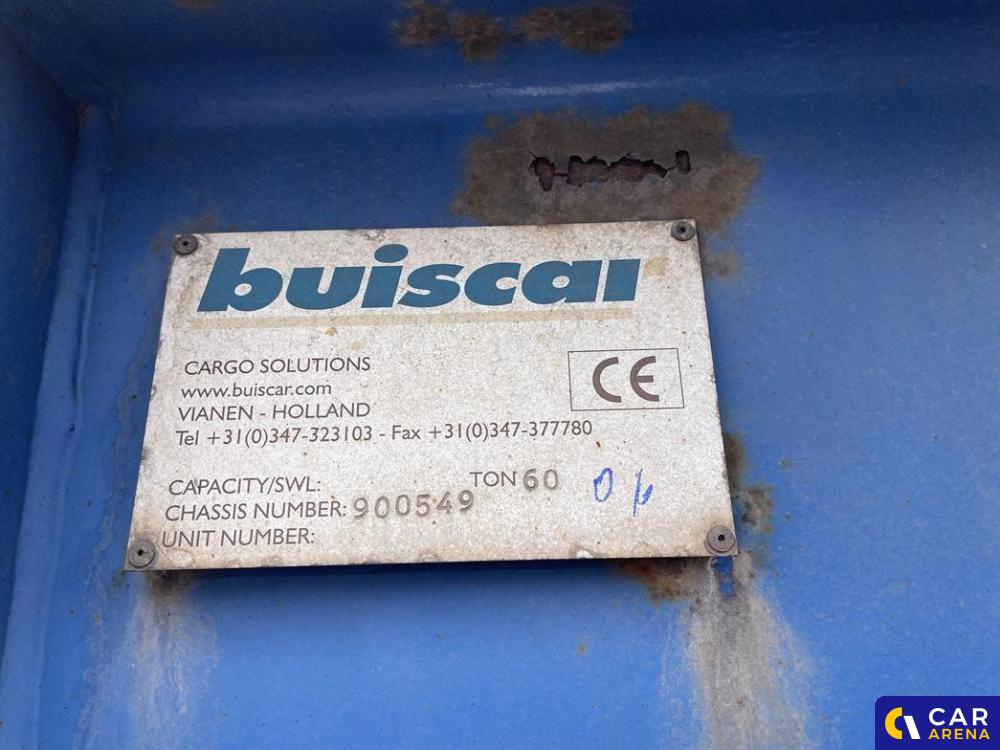 buiscar
CARGO SOLUTIONS
www.buiscar.com
VIANEN - HOLLAND
Tel +31(0)347-323103 - Fax +31(0)347-377780
CE
CAPACITY/SWL: TON 60
CHASSIS NUMBER: 900549
UNIT NUMBER:
CAR
ARENA